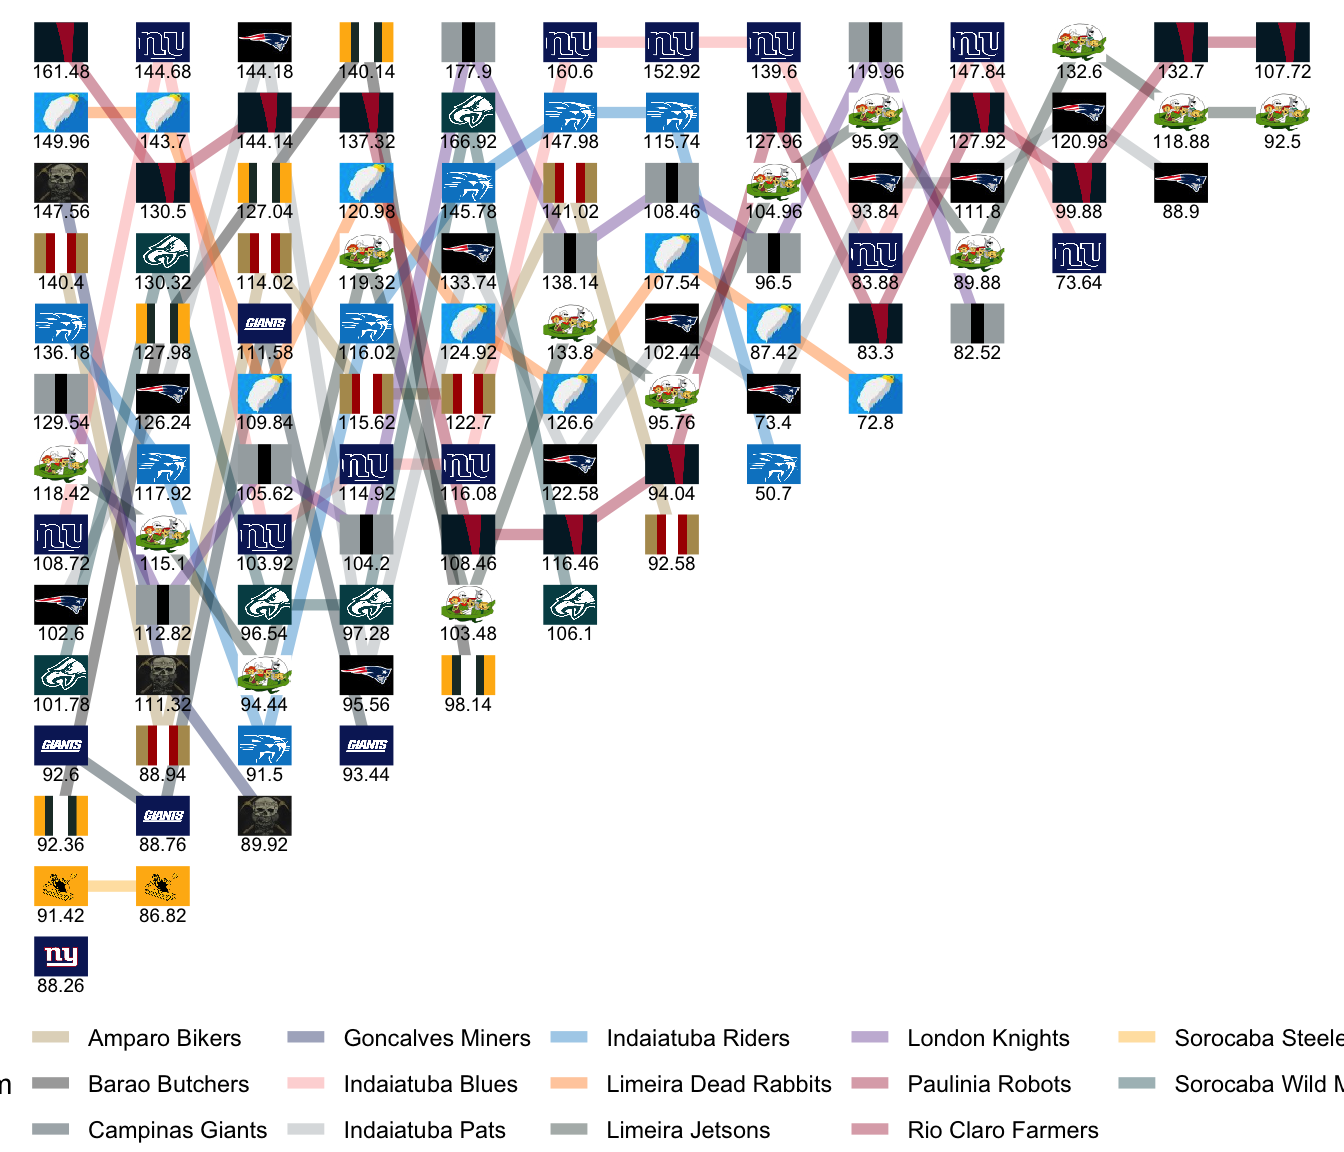 161.48 144.68 144.18 140.14 177.9 160.6 152.92 139.6 119.96 147.84 132.6 132.7 107.72
149.96 143.7 144.14 137.32 166.92 147.98 115.74 127.96 95.92 127.92 120.98 118.88 92.5
147.56 130.5 127.04 120.98 145.78 141.02 108.46 104.96 93.84 111.8 99.88 88.9
140.4 130.32 114.02 119.32 133.74 138.14 107.54 96.5 83.88 89.88 73.64
GIANTS
136.18 127.98 111.58 116.02 124.92 133.8 102.44 87.42 83.3 82.52
129.54 126.24 109.84 115.62 122.7 126.6 95.76 73.4 72.8
118.42 117.92 105.62 114.92 116.08 122.58 94.04 50.7
108.72 115.1 103.92 104.2 108.46 116.46 92.58
102.6 112.82 96.54 97.28 103.48 106.1
101.78 111.32 94.44 95.56 98.14
GIANTS GIANTS
92.6 88.94 91.5 93.44
GIANTS
92.36 88.76 89.92
91.42 86.82
ny
88.26
Amparo Bikers Goncalves Miners Indaiatuba Riders London Knights Sorocaba Steele
m Barao Butchers Indaiatuba Blues Limeira Dead Rabbits Paulinia Robots Sorocaba Wild M
Campinas Giants Indaiatuba Pats Limeira Jetsons Rio Claro Farmers